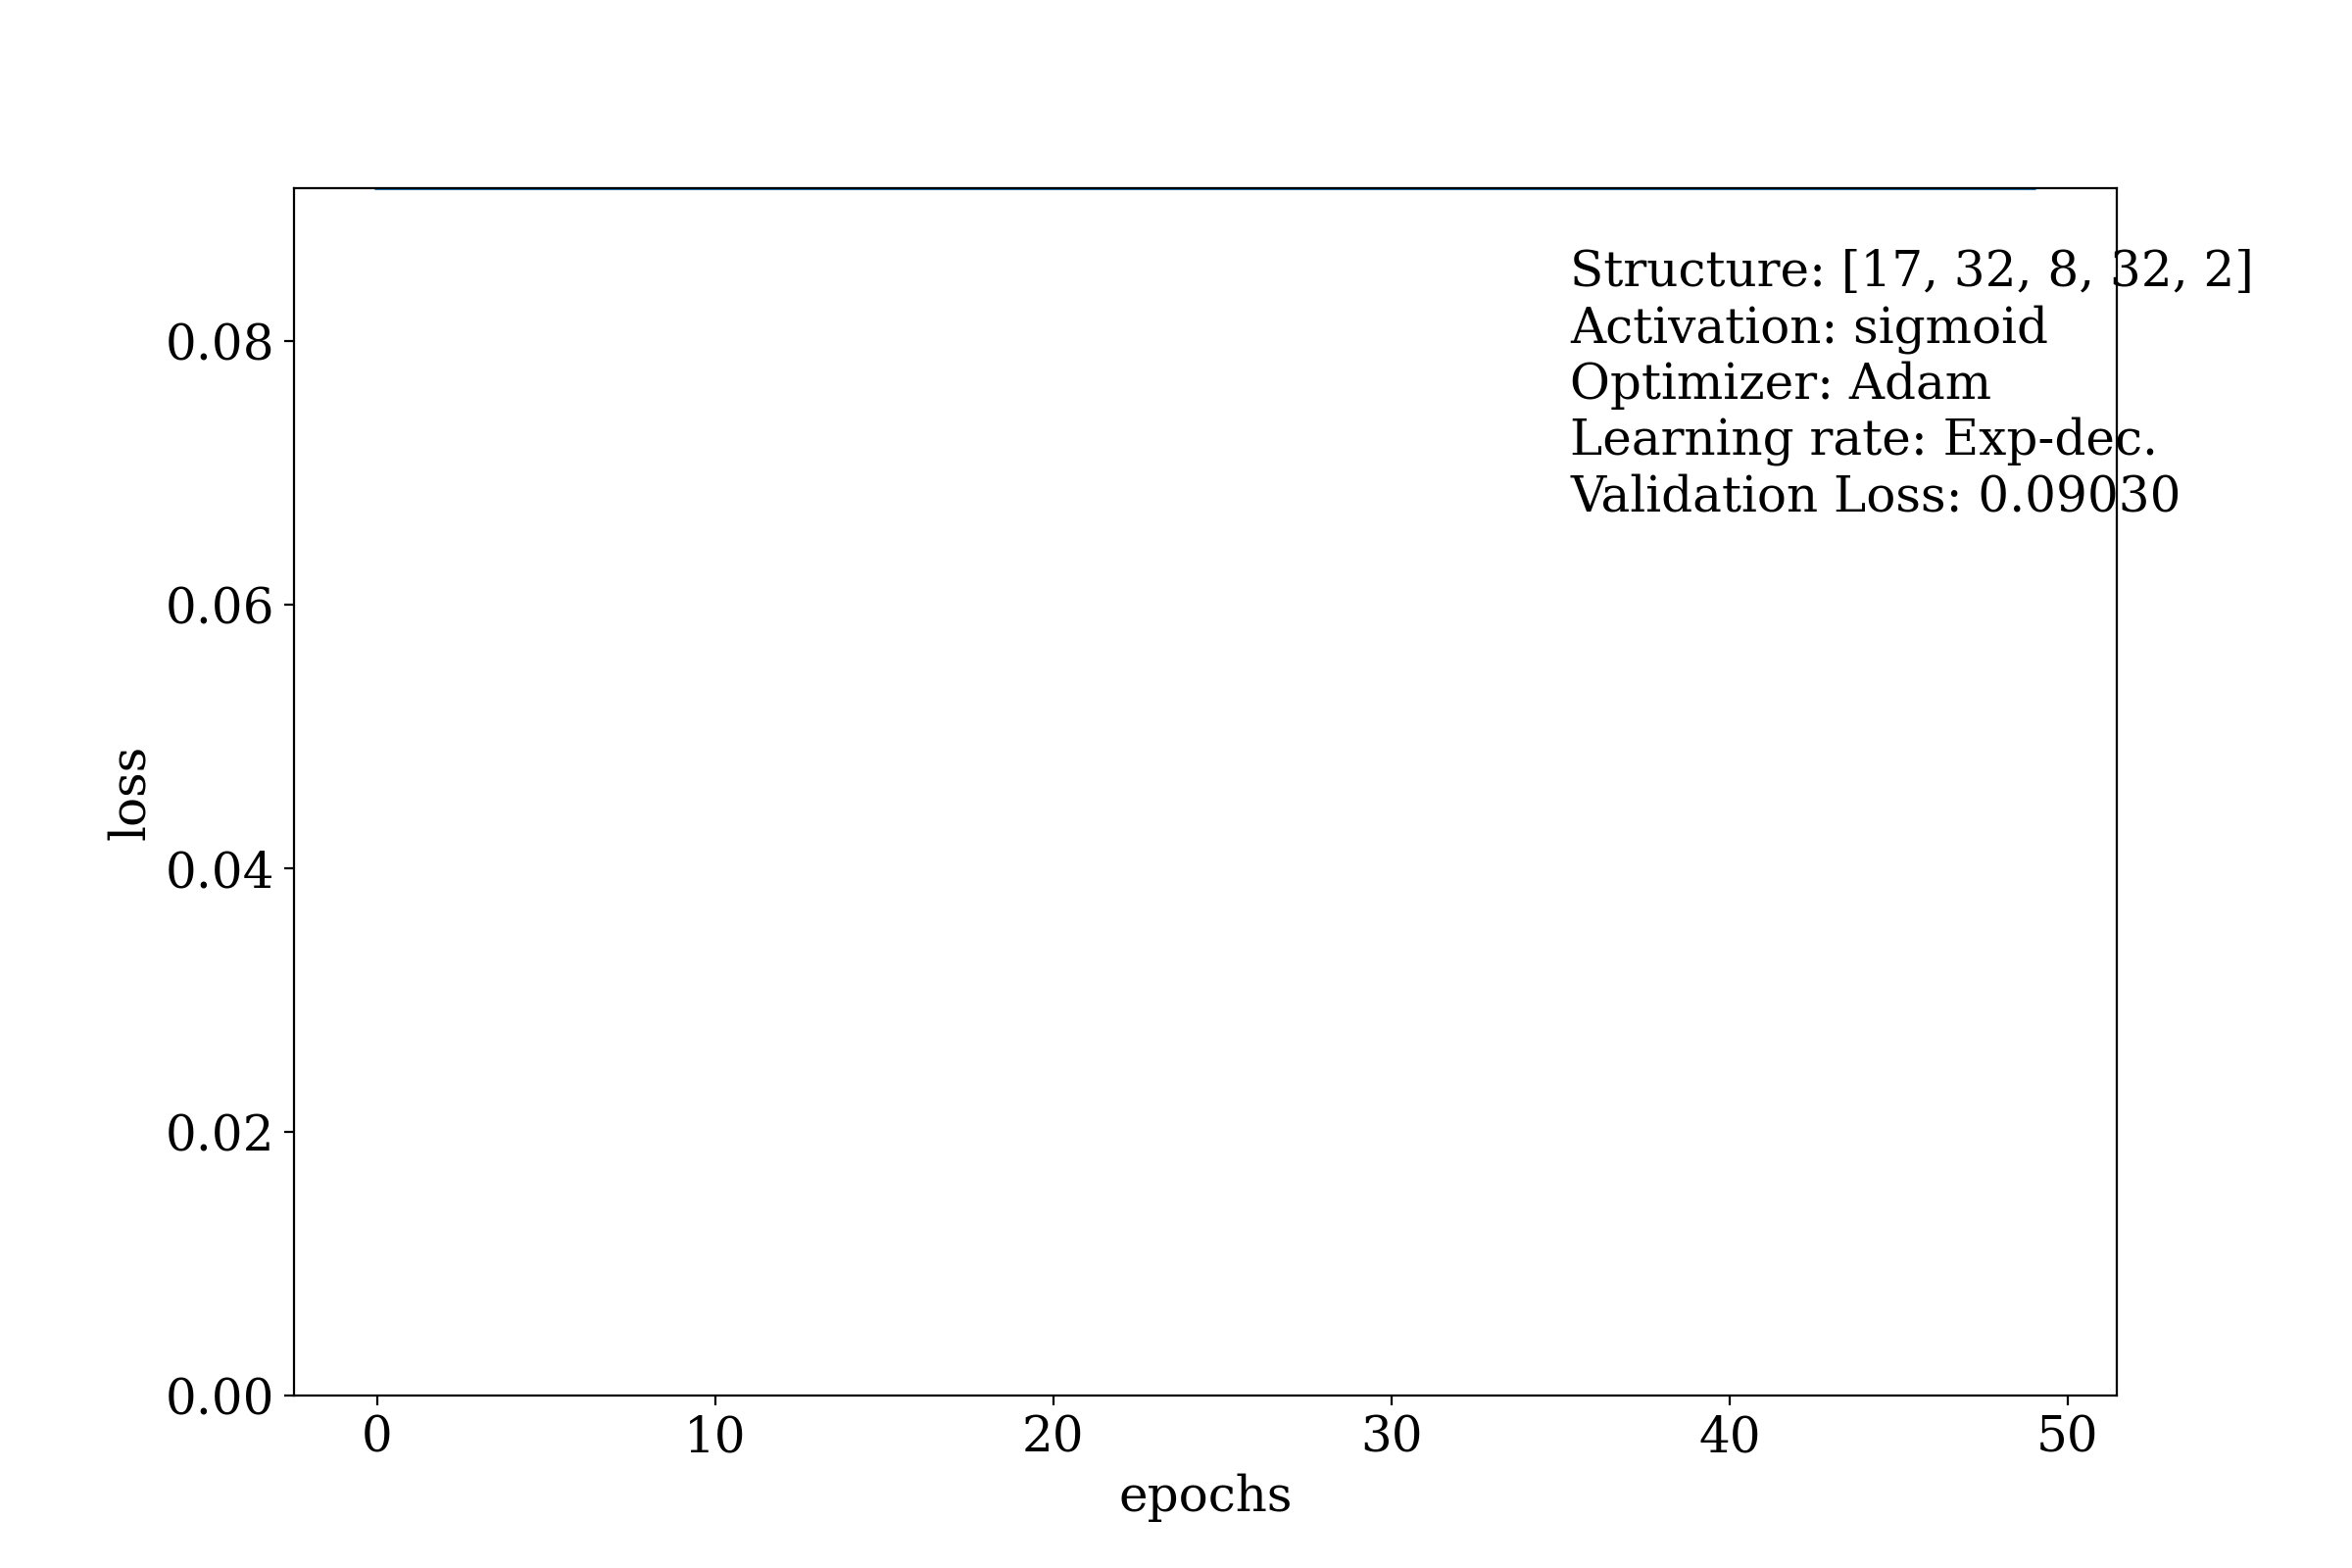 Structure: [17, 32, 8, 32, 2]
Activation: sigmoid
Optimizer: Adam
Learning rate: Exp-dec.
Validation Loss: 0.09030
0.08
0.06
0.04
0.02
0.00
loss
0 10 20 30 40 50
epochs